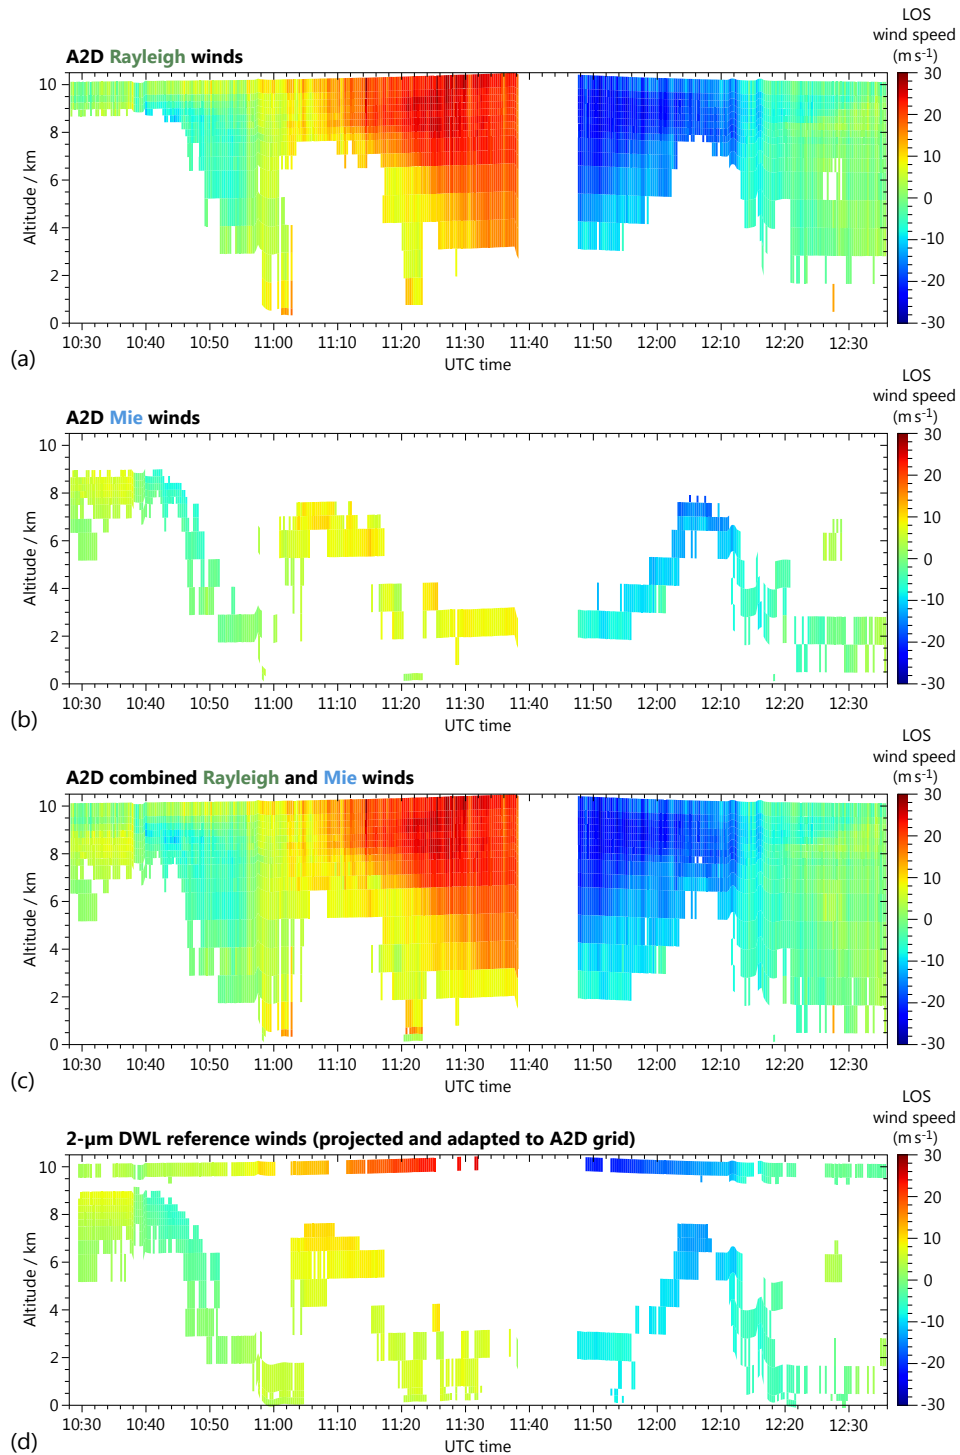 LOS
wind speed
(m s-1)
A2D Rayleigh winds
10
8
6
4
2
0
Altitude / km
30
20
10
0
-10
-20
-30
10:30 10:40 10:50 11:00 11:10 11:20 11:30 11:40 11:50 12:00 12:10 12:20 12:30
UTC time
(a)
LOS
wind speed
(m s-1)
A2D Mie winds
10
8
6
4
2
0
Altitude / km
30
20
10
0
-10
-20
-30
10:30 10:40 10:50 11:00 11:10 11:20 11:30 11:40 11:50 12:00 12:10 12:20 12:30
UTC time
(b)
LOS
wind speed
(m s-1)
A2D combined Rayleigh and Mie winds
10
8
6
4
2
0
Altitude / km
30
20
10
0
-10
-20
-30
10:30 10:40 10:50 11:00 11:10 11:20 11:30 11:40 11:50 12:00 12:10 12:20 12:30
UTC time
(c)
LOS
wind speed
(m s-1)
2-µm DWL reference winds (projected and adapted to A2D grid)
10
8
6
4
2
0
Altitude / km
30
20
10
0
-10
-20
-30
10:30 10:40 10:50 11:00 11:10 11:20 11:30 11:40 11:50 12:00 12:10 12:20 12:30
UTC time
(d)